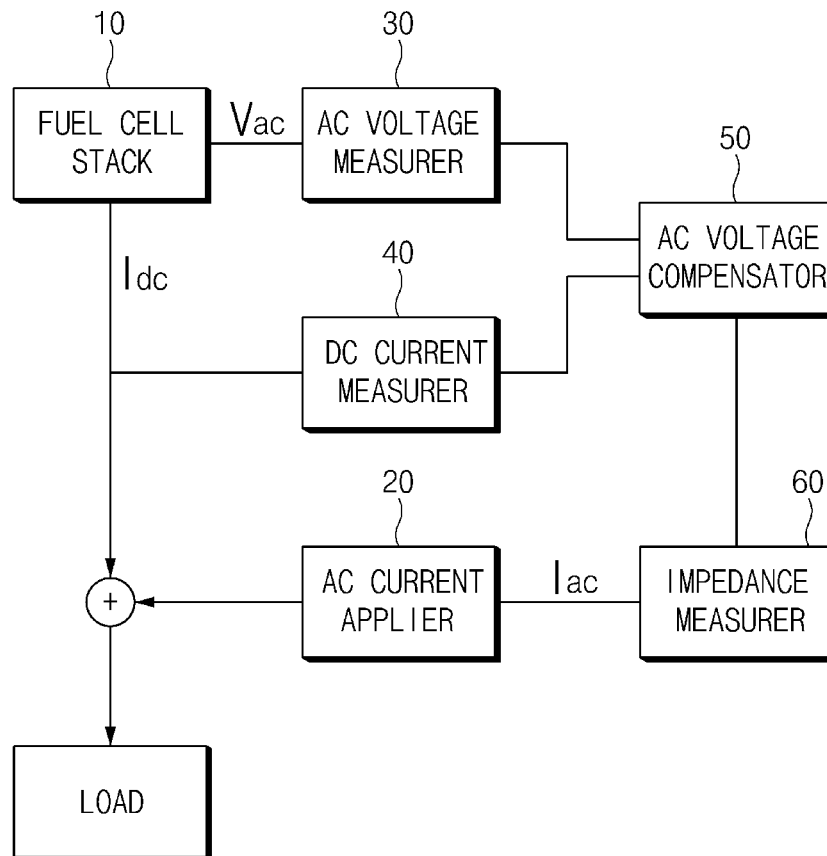 10
30
FUEL CELL
STACK
Vac
AC VOLTAGE
MEASURER
50
AC VOLTAGE
COMPENSATOR
Idc
40
DC CURRENT
MEASURER
20
60
AC CURRENT
APPLIER
Iac
IMPEDANCE
MEASURER
+
LOAD